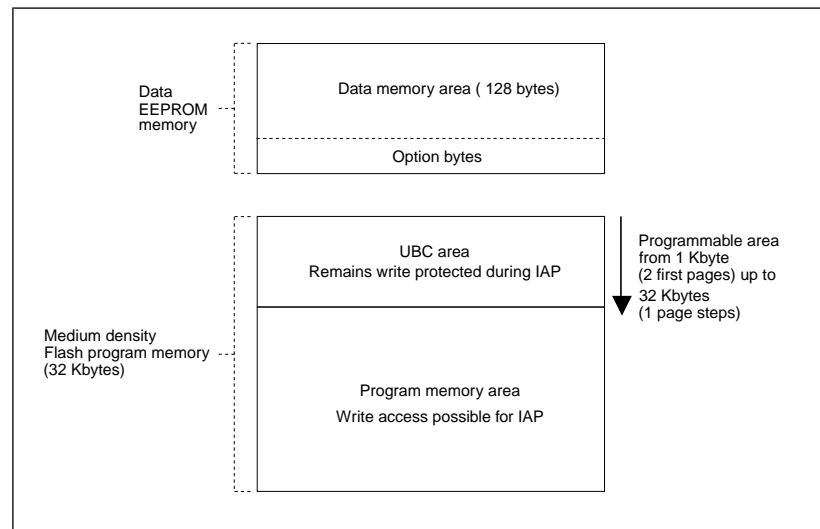 Data
EEPROM
memory
Data memory area ( 128 bytes)
Option bytes
UBC area
Remains write protected during IAP
Programmable area
from 1 Kbyte
(2 first pages) up to
32 Kbytes
(1 page steps)
Medium density
Flash program memory
(32 Kbytes)
Program memory area
Write access possible for IAP